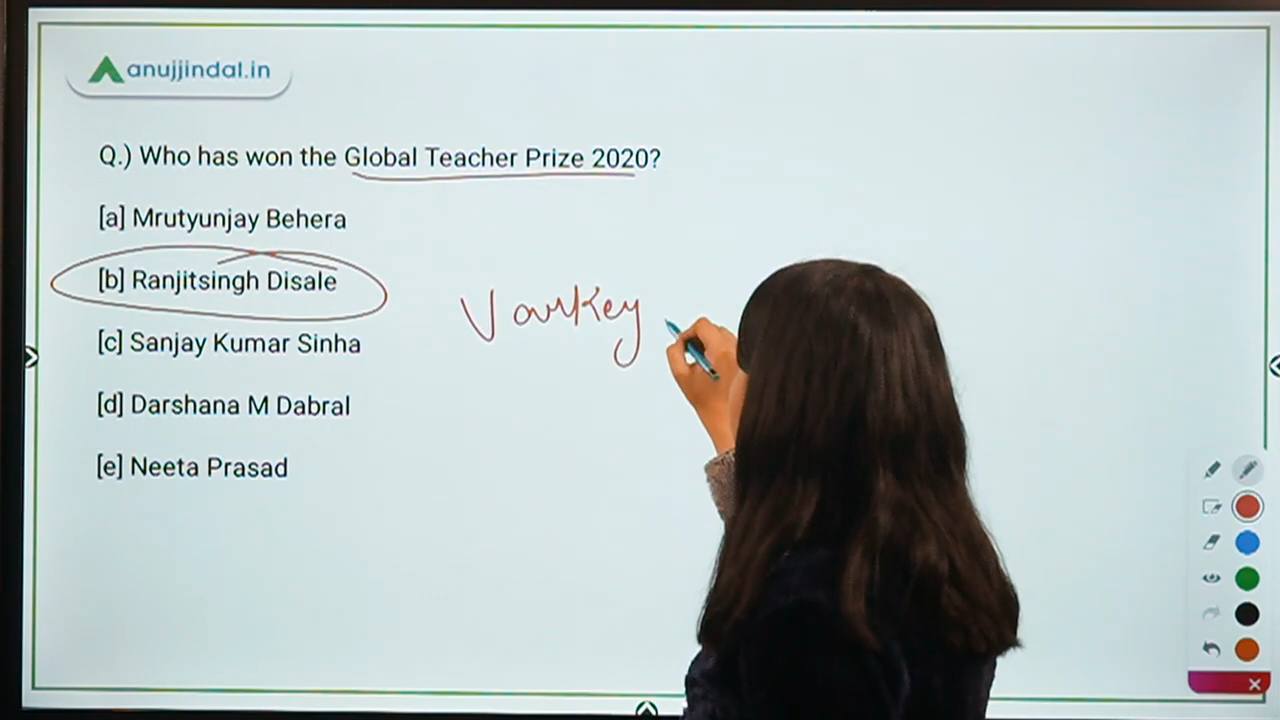 anujjindal.in
Q.) Who has won the Global Teacher Prize 2020?
[a] Mrutyunjay Behera
[b] Ranjitsingh Disale
[c] Sanjay Kumar Sinha
[d] Darshana M Dabral
[e] Neeta Prasad
Varkey